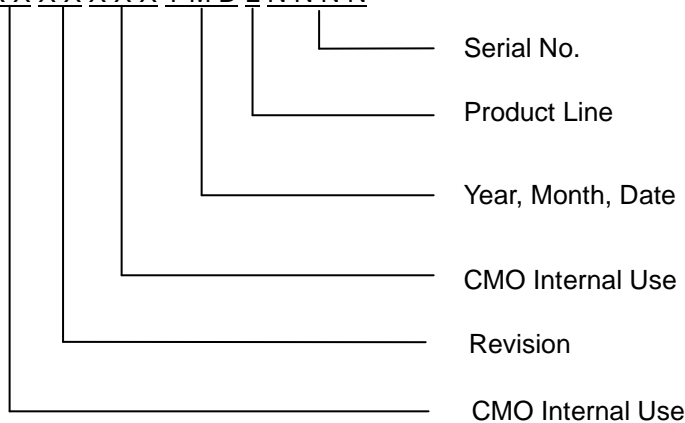 Serial No.
Product Line
Year, Month, Date
CMO Internal Use
Revision
CMO Internal Use